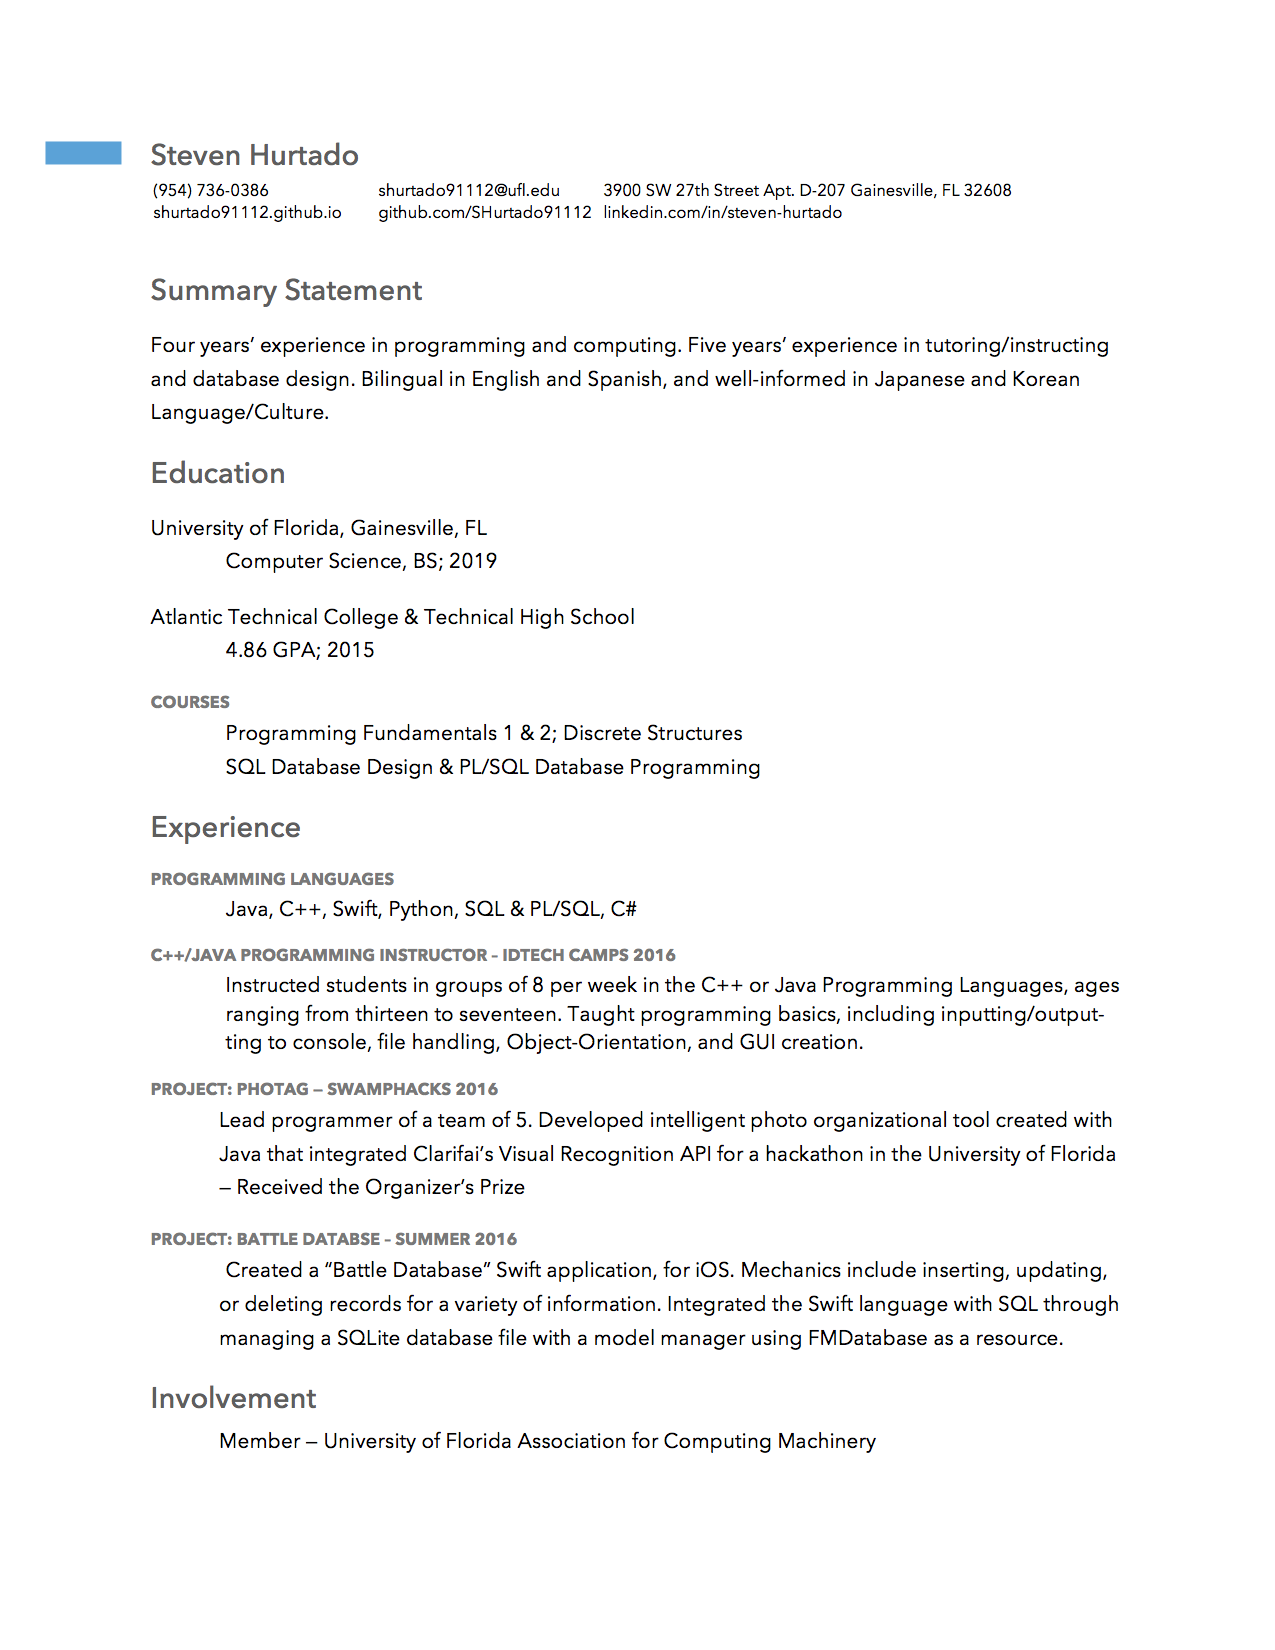 Steven Hurtado
(954) 736-0386 shurtado91112@ufl.edu 3900 SW 27th Street Apt. D-207 Gainesville, FL 32608
shurtado91112.github.io github.com/SHurtado91112 linkedin.com/in/steven-hurtado
Summary Statement
Four years’ experience in programming and computing. Five years’ experience in tutoring/instructing
and database design. Bilingual in English and Spanish, and well-informed in Japanese and Korean
Language/Culture.
Education
University of Florida, Gainesville, FL
Computer Science, BS; 2019
Atlantic Technical College & Technical High School
4.86 GPA; 2015
COURSES
Programming Fundamentals 1 & 2; Discrete Structures
SQL Database Design & PL/SQL Database Programming
Experience
PROGRAMMING LANGUAGES
Java, C++, Swift, Python, SQL & PL/SQL, C#
C++/JAVA PROGRAMMING INSTRUCTOR - IDTECH CAMPS 2016
Instructed students in groups of 8 per week in the C++ or Java Programming Languages, ages
ranging from thirteen to seventeen. Taught programming basics, including inputting/output-
ting to console, file handling, Object-Orientation, and GUI creation.
PROJECT: PHOTAG – SWAMPHACKS 2016
Lead programmer of a team of 5. Developed intelligent photo organizational tool created with
Java that integrated Clarifai’s Visual Recognition API for a hackathon in the University of Florida
– Received the Organizer’s Prize
PROJECT: BATTLE DATABSE - SUMMER 2016
Created a “Battle Database” Swift application, for iOS. Mechanics include inserting, updating,
or deleting records for a variety of information. Integrated the Swift language with SQL through
managing a SQLite database file with a model manager using FMDatabase as a resource.
Involvement
Member – University of Florida Association for Computing Machinery